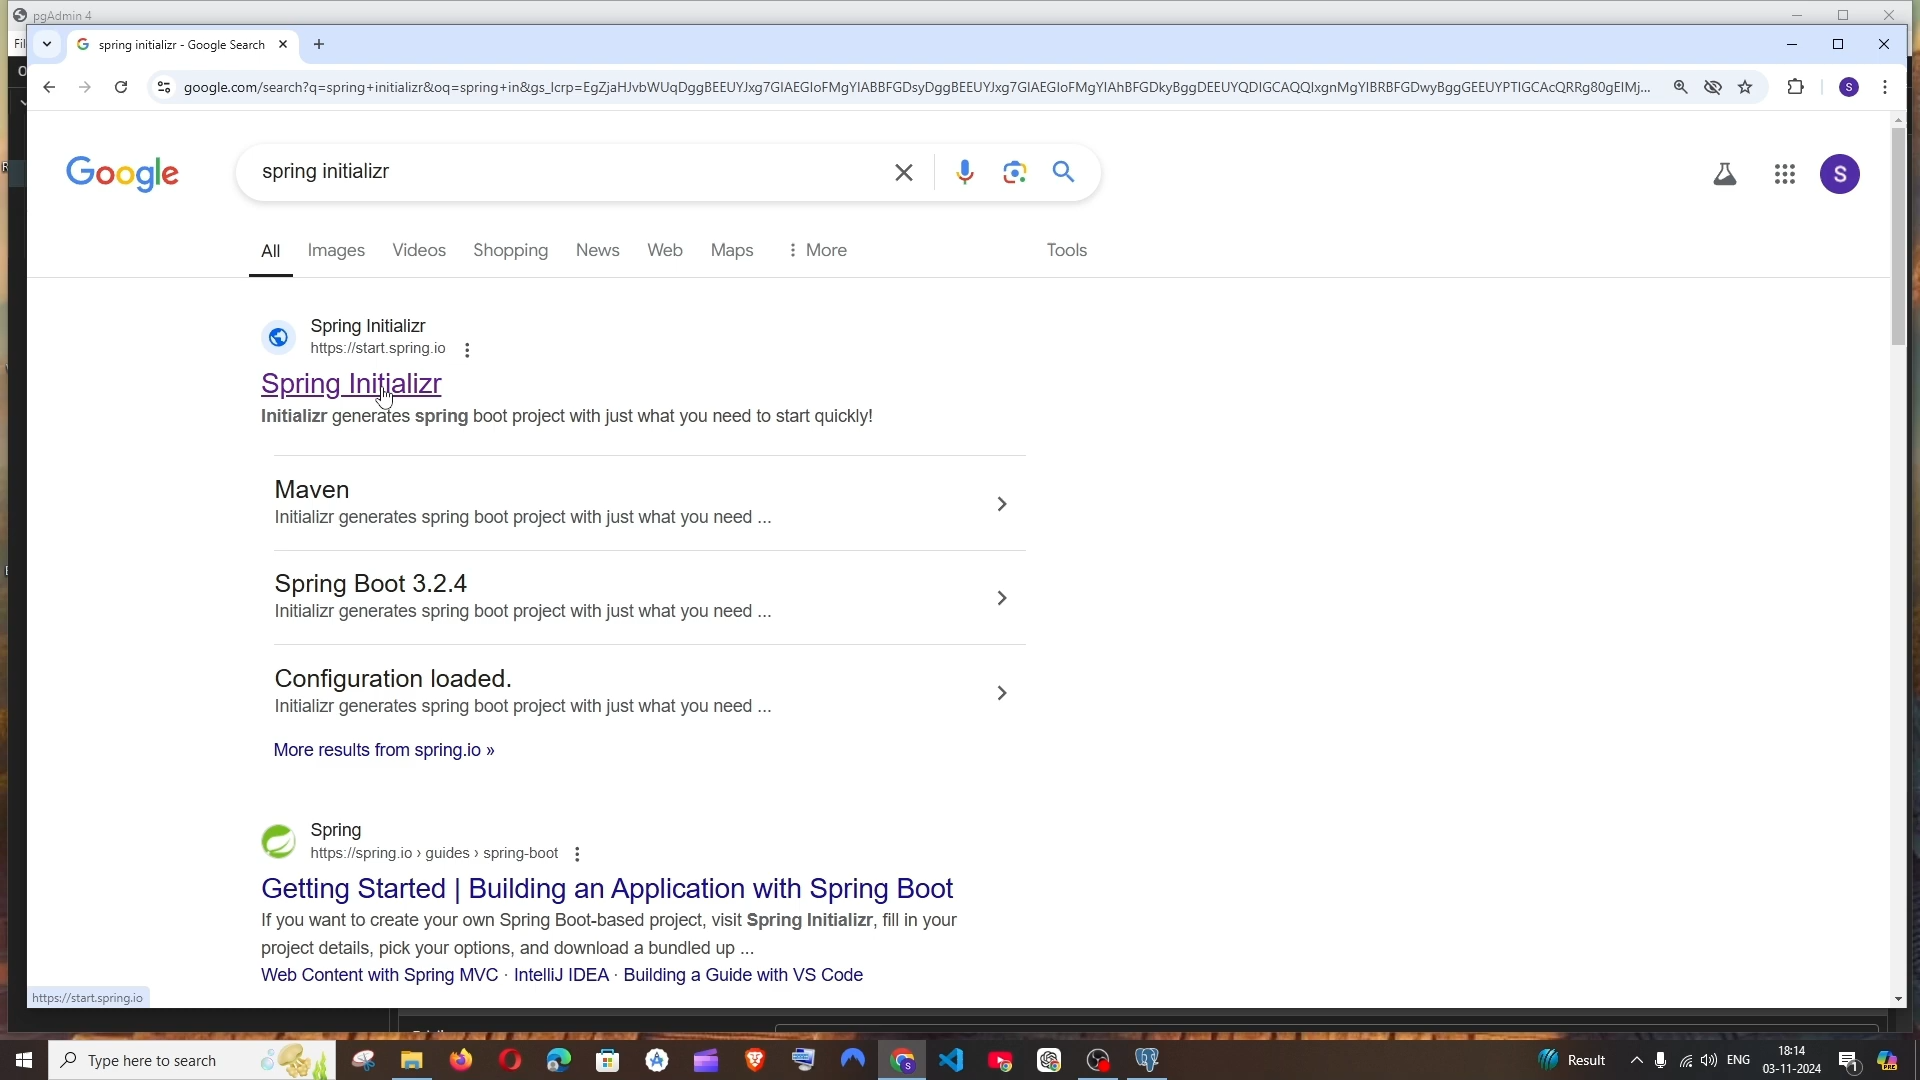 pgAdmin 4
Fil
spring initializr - Google Search
google.com/search?q=spring+initializr&oq=spring+in&gs_lcrp=EgZjaHJvbWUqDggBEEUYJxg7GIAEGIoFMgYIABBFGDsyDggBEEUYJxg7GIAEGIoFMgYIAhBFGDkyBggDEEUYQDIGCAQQIxgnMgYIBRBFGDwyBggGEEUYPTIGCAcQRRg80gEIMj...
S
Google
spring initializr
S
All Images Videos Shopping News Web Maps More Tools
Spring Initializr
https://start.spring.io
Spring Initializr
Initializr generates spring boot project with just what you need to start quickly!
Maven
Initializr generates spring boot project with just what you need ...
Spring Boot 3.2.4
Initializr generates spring boot project with just what you need ...
Configuration loaded.
Initializr generates spring boot project with just what you need ...
More results from spring.io »
Spring
https://spring.io › guides › spring-boot
Getting Started | Building an Application with Spring Boot
If you want to create your own Spring Boot-based project, visit Spring Initializr, fill in your
project details, pick your options, and download a bundled up ...
Web Content with Spring MVC · IntelliJ IDEA · Building a Guide with VS Code
https://start.spring.io
Type here to search
Result
ENG
18:14
03-11-2024
1